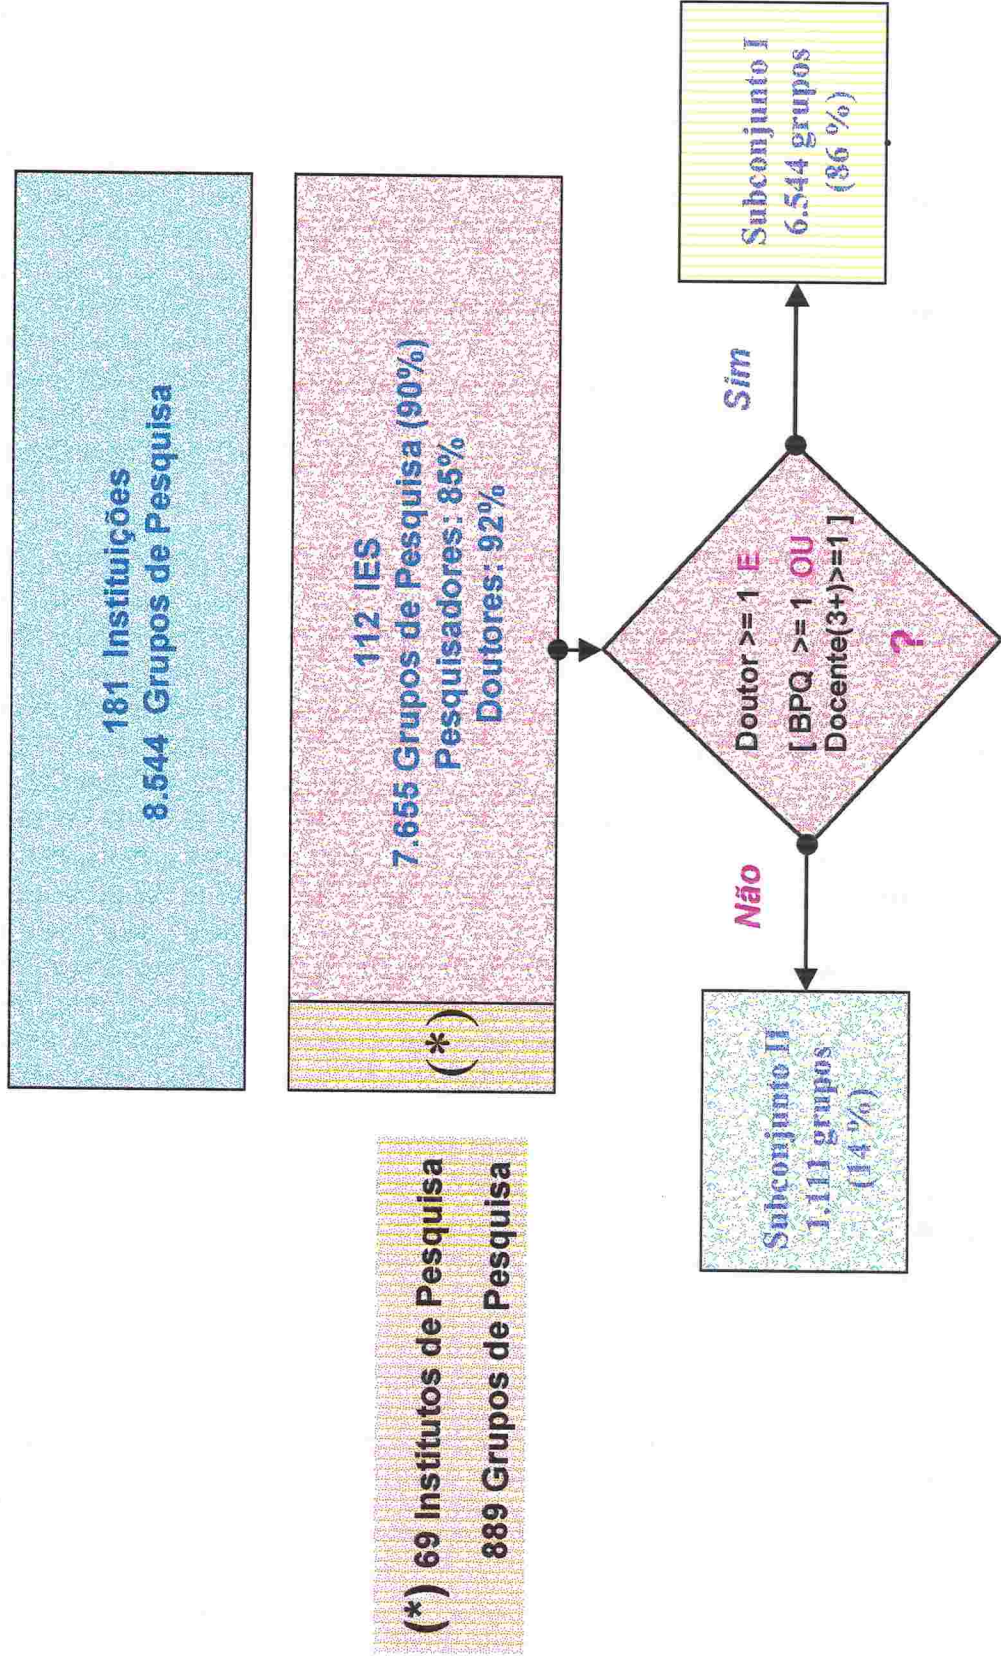 181 Instituições
8.544 Grupos de Pesquisa
112 IES
7.655 Grupos de Pesquisa (90%)
Pesquisadores: 85%
Doutores: 92%
(*)
(*) 69 Institutos de Pesquisa
889 Grupos de Pesquisa
Doutor >= 1 E
[ BPQ >= 1 OU
Docente(3+)>=1 ]
?
Não
Sim
Subconjunto II
1.111 grupos
(14 %)
Subconjunto I
6.544 grupos
(86 %)